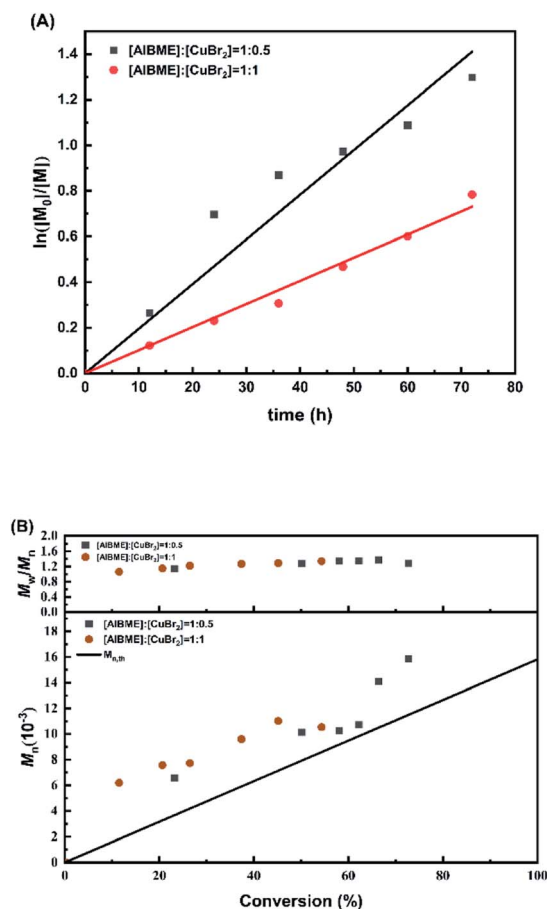 (A)
[AIBME]:[CuBr₂]=1:0.5
[AIBME]:[CuBr₂]=1:1
ln([M₀]/[M])
1.4
1.2
1.0
0.8
0.6
0.4
0.2
0.0
0 10 20 30 40 50 60 70 80
time (h)
(B)
[AIBME]:[CuBr₂]=1:0.5
[AIBME]:[CuBr₂]=1:1
Mw/Mn
2.0
1.6
1.2
0.8
0.4
0.0
[AIBME]:[CuBr₂]=1:0.5
[AIBME]:[CuBr₂]=1:1
Mn,th
Mn(10⁻³)
16
14
12
10
8
6
4
2
0
0 20 40 60 80 100
Conversion (%)